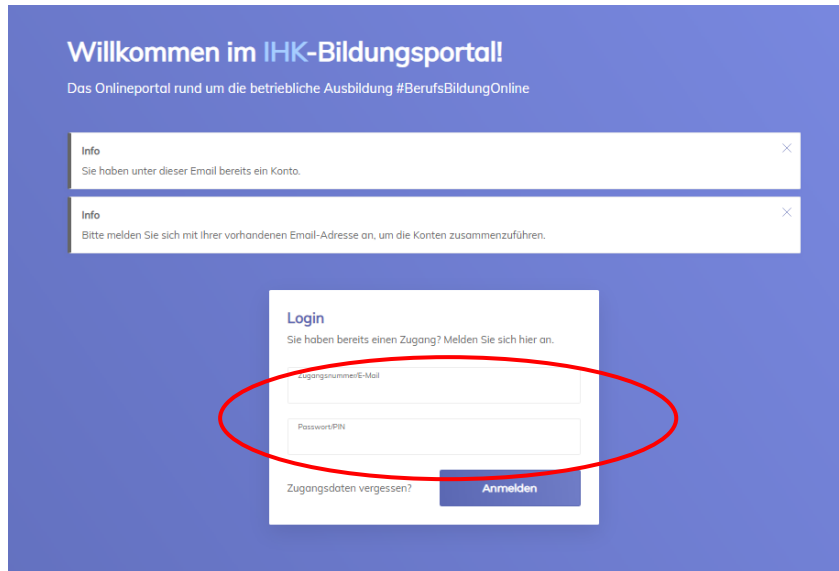 Willkommen im IHK-Bildungsportal!
Das Onlineportal rund um die betriebliche Ausbildung #BerufsBildungOnline
Info
Sie haben unter dieser Email bereits ein Konto.
Info
Bitte melden Sie sich mit Ihrer vorhandenen Email-Adresse an, um die Konten zusammenzuführen.
Login
Sie haben bereits einen Zugang? Melden Sie sich hier an.
Zugangsnummer/E-Mail
Passwort/PIN
Zugangsdaten vergessen?
Anmelden